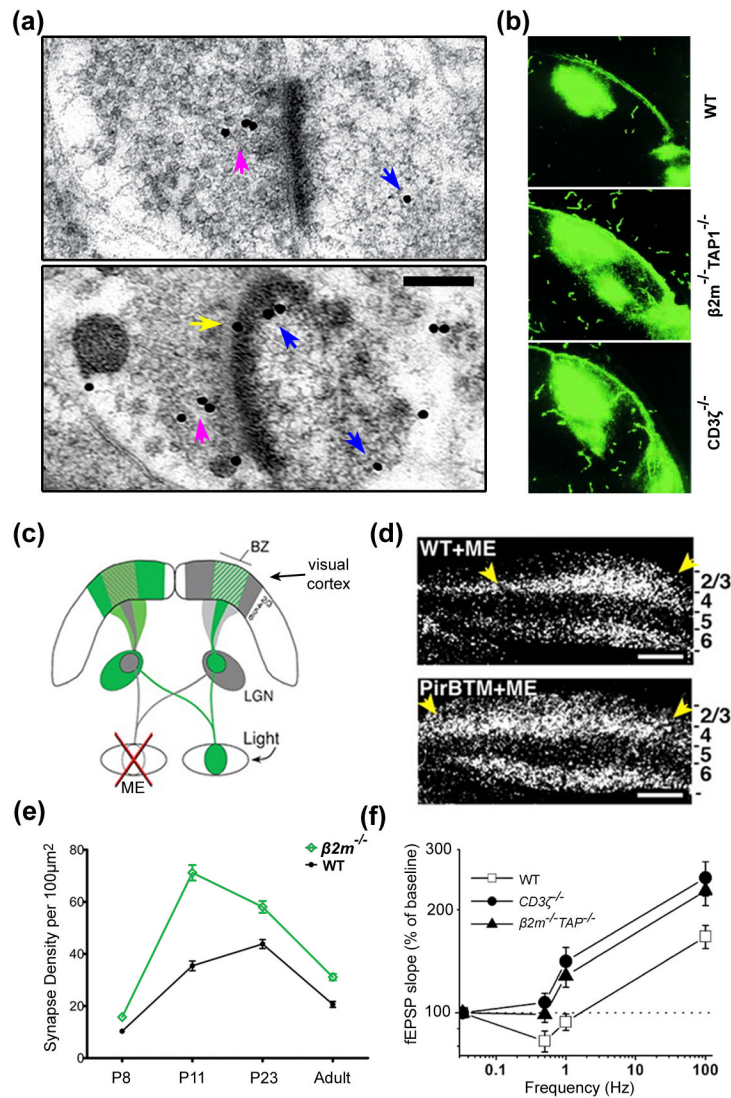 (a)
(b)
WT
β2m-/-TAP1-/-
CD3ζ-/-
(c)
BZ
visual
cortex
LGN
Light
ME
(d)
WT+ME
2/3
4
5
6
PirBTM+ME
2/3
4
5
6
(e)
β2m-/-
WT
Synapse Density per 100µm2
80
60
40
20
0
P8
P11
P23
Adult
(f)
WT
CD3ζ-/-
β2m-/-TAP-/-
fEPSP slope (% of baseline)
300
200
100
0.1
1
10
100
Frequency (Hz)